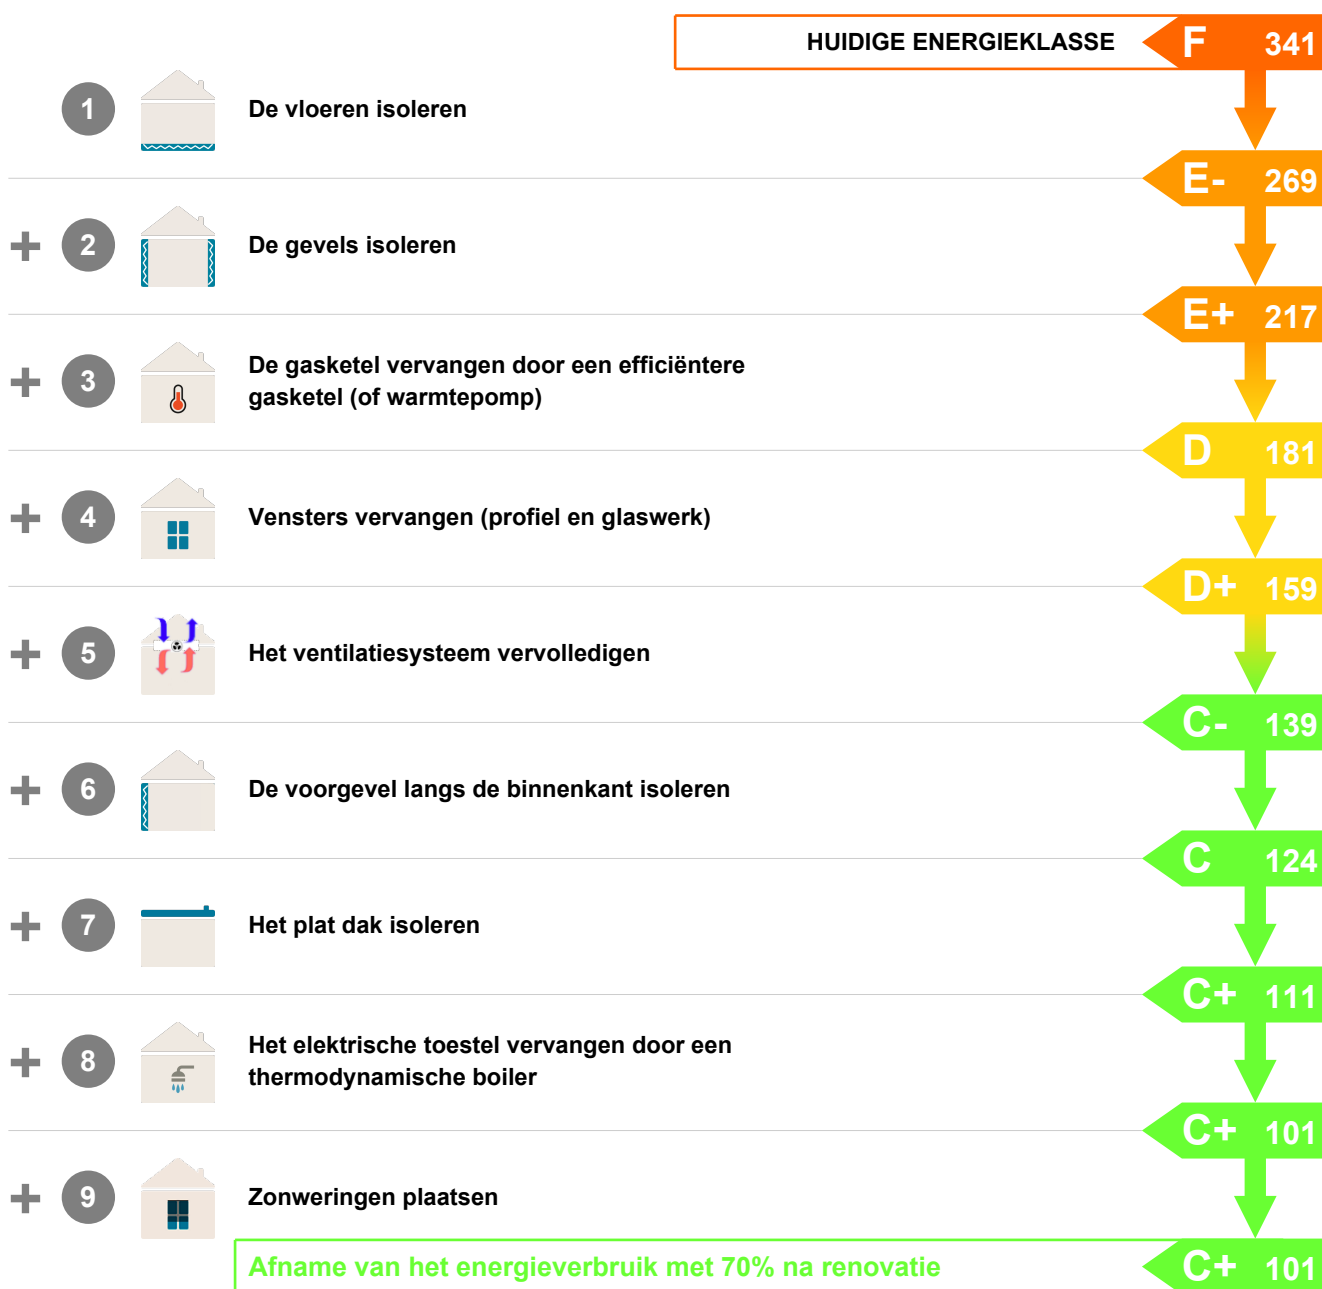 HUIDIGE ENERGIEKLASSE F 341
1 De vloeren isoleren
E- 269
+ 2 De gevels isoleren
E+ 217
+ 3 De gasketel vervangen door een efficiëntere
gasketel (of warmtepomp)
D 181
+ 4 Vensters vervangen (profiel en glaswerk)
D+ 159
+ 5 Het ventilatiesysteem vervolledigen
C- 139
+ 6 De voorgevel langs de binnenkant isoleren
C 124
+ 7 Het plat dak isoleren
C+ 111
+ 8 Het elektrische toestel vervangen door een
thermodynamische boiler
C+ 101
+ 9 Zonweringen plaatsen
Afname van het energieverbruik met 70% na renovatie C+ 101